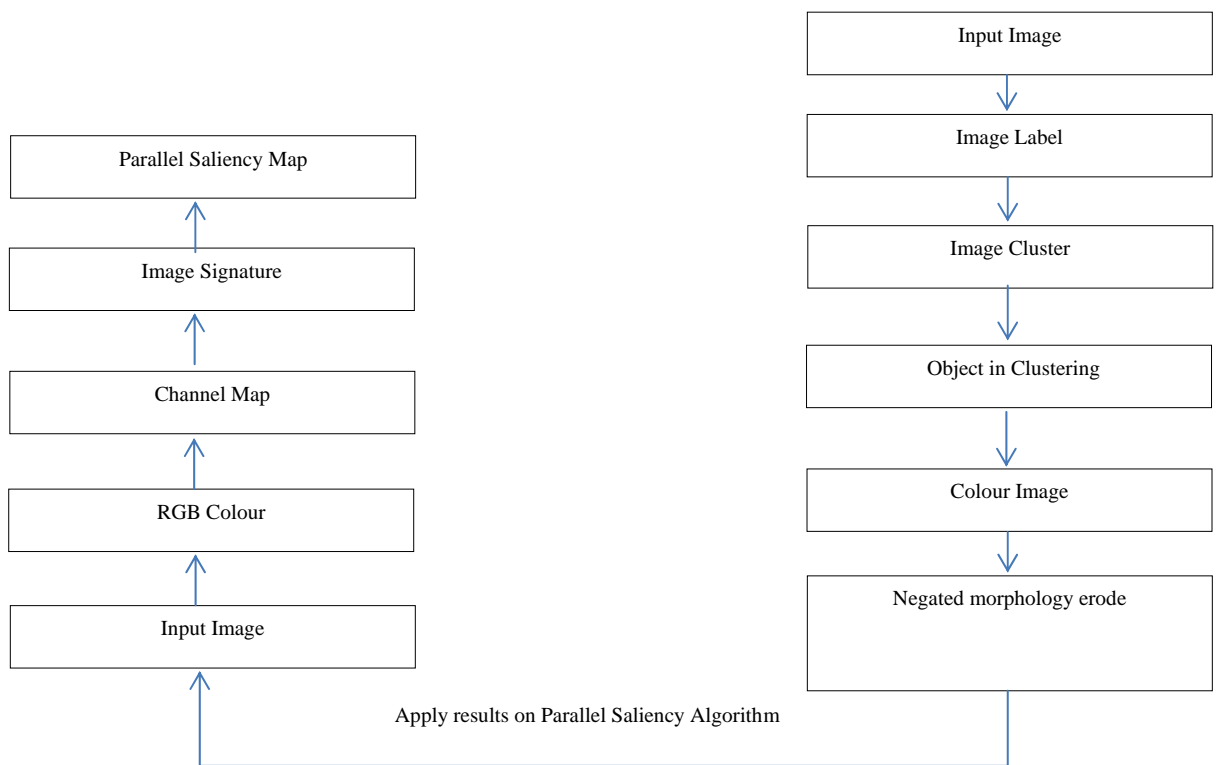 Input Image
Image Label
Image Cluster
Object in Clustering
Colour Image
Negated morphology erode
Apply results on Parallel Saliency Algorithm
Input Image
RGB Colour
Channel Map
Image Signature
Parallel Saliency Map